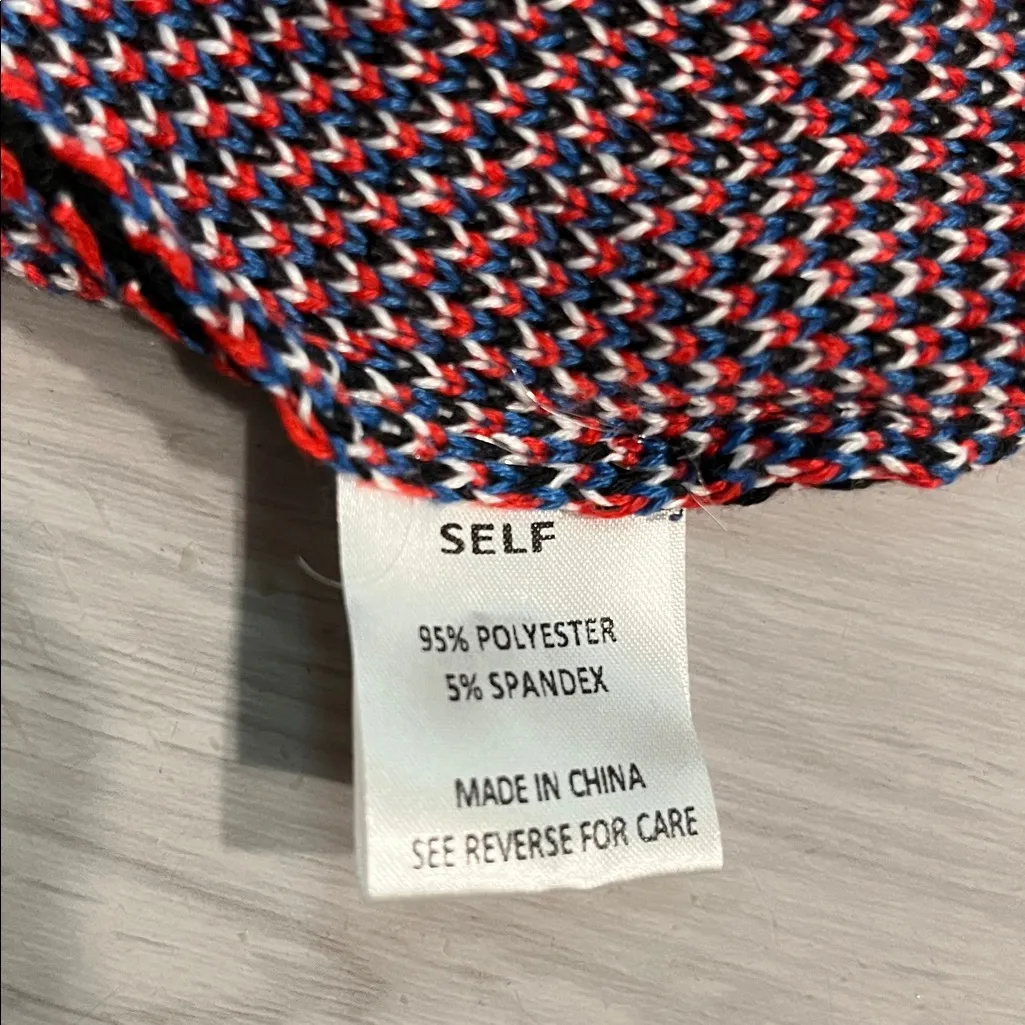 SELF
95% POLYESTER
5% SPANDEX
MADE IN CHINA
SEE REVERSE FOR CARE